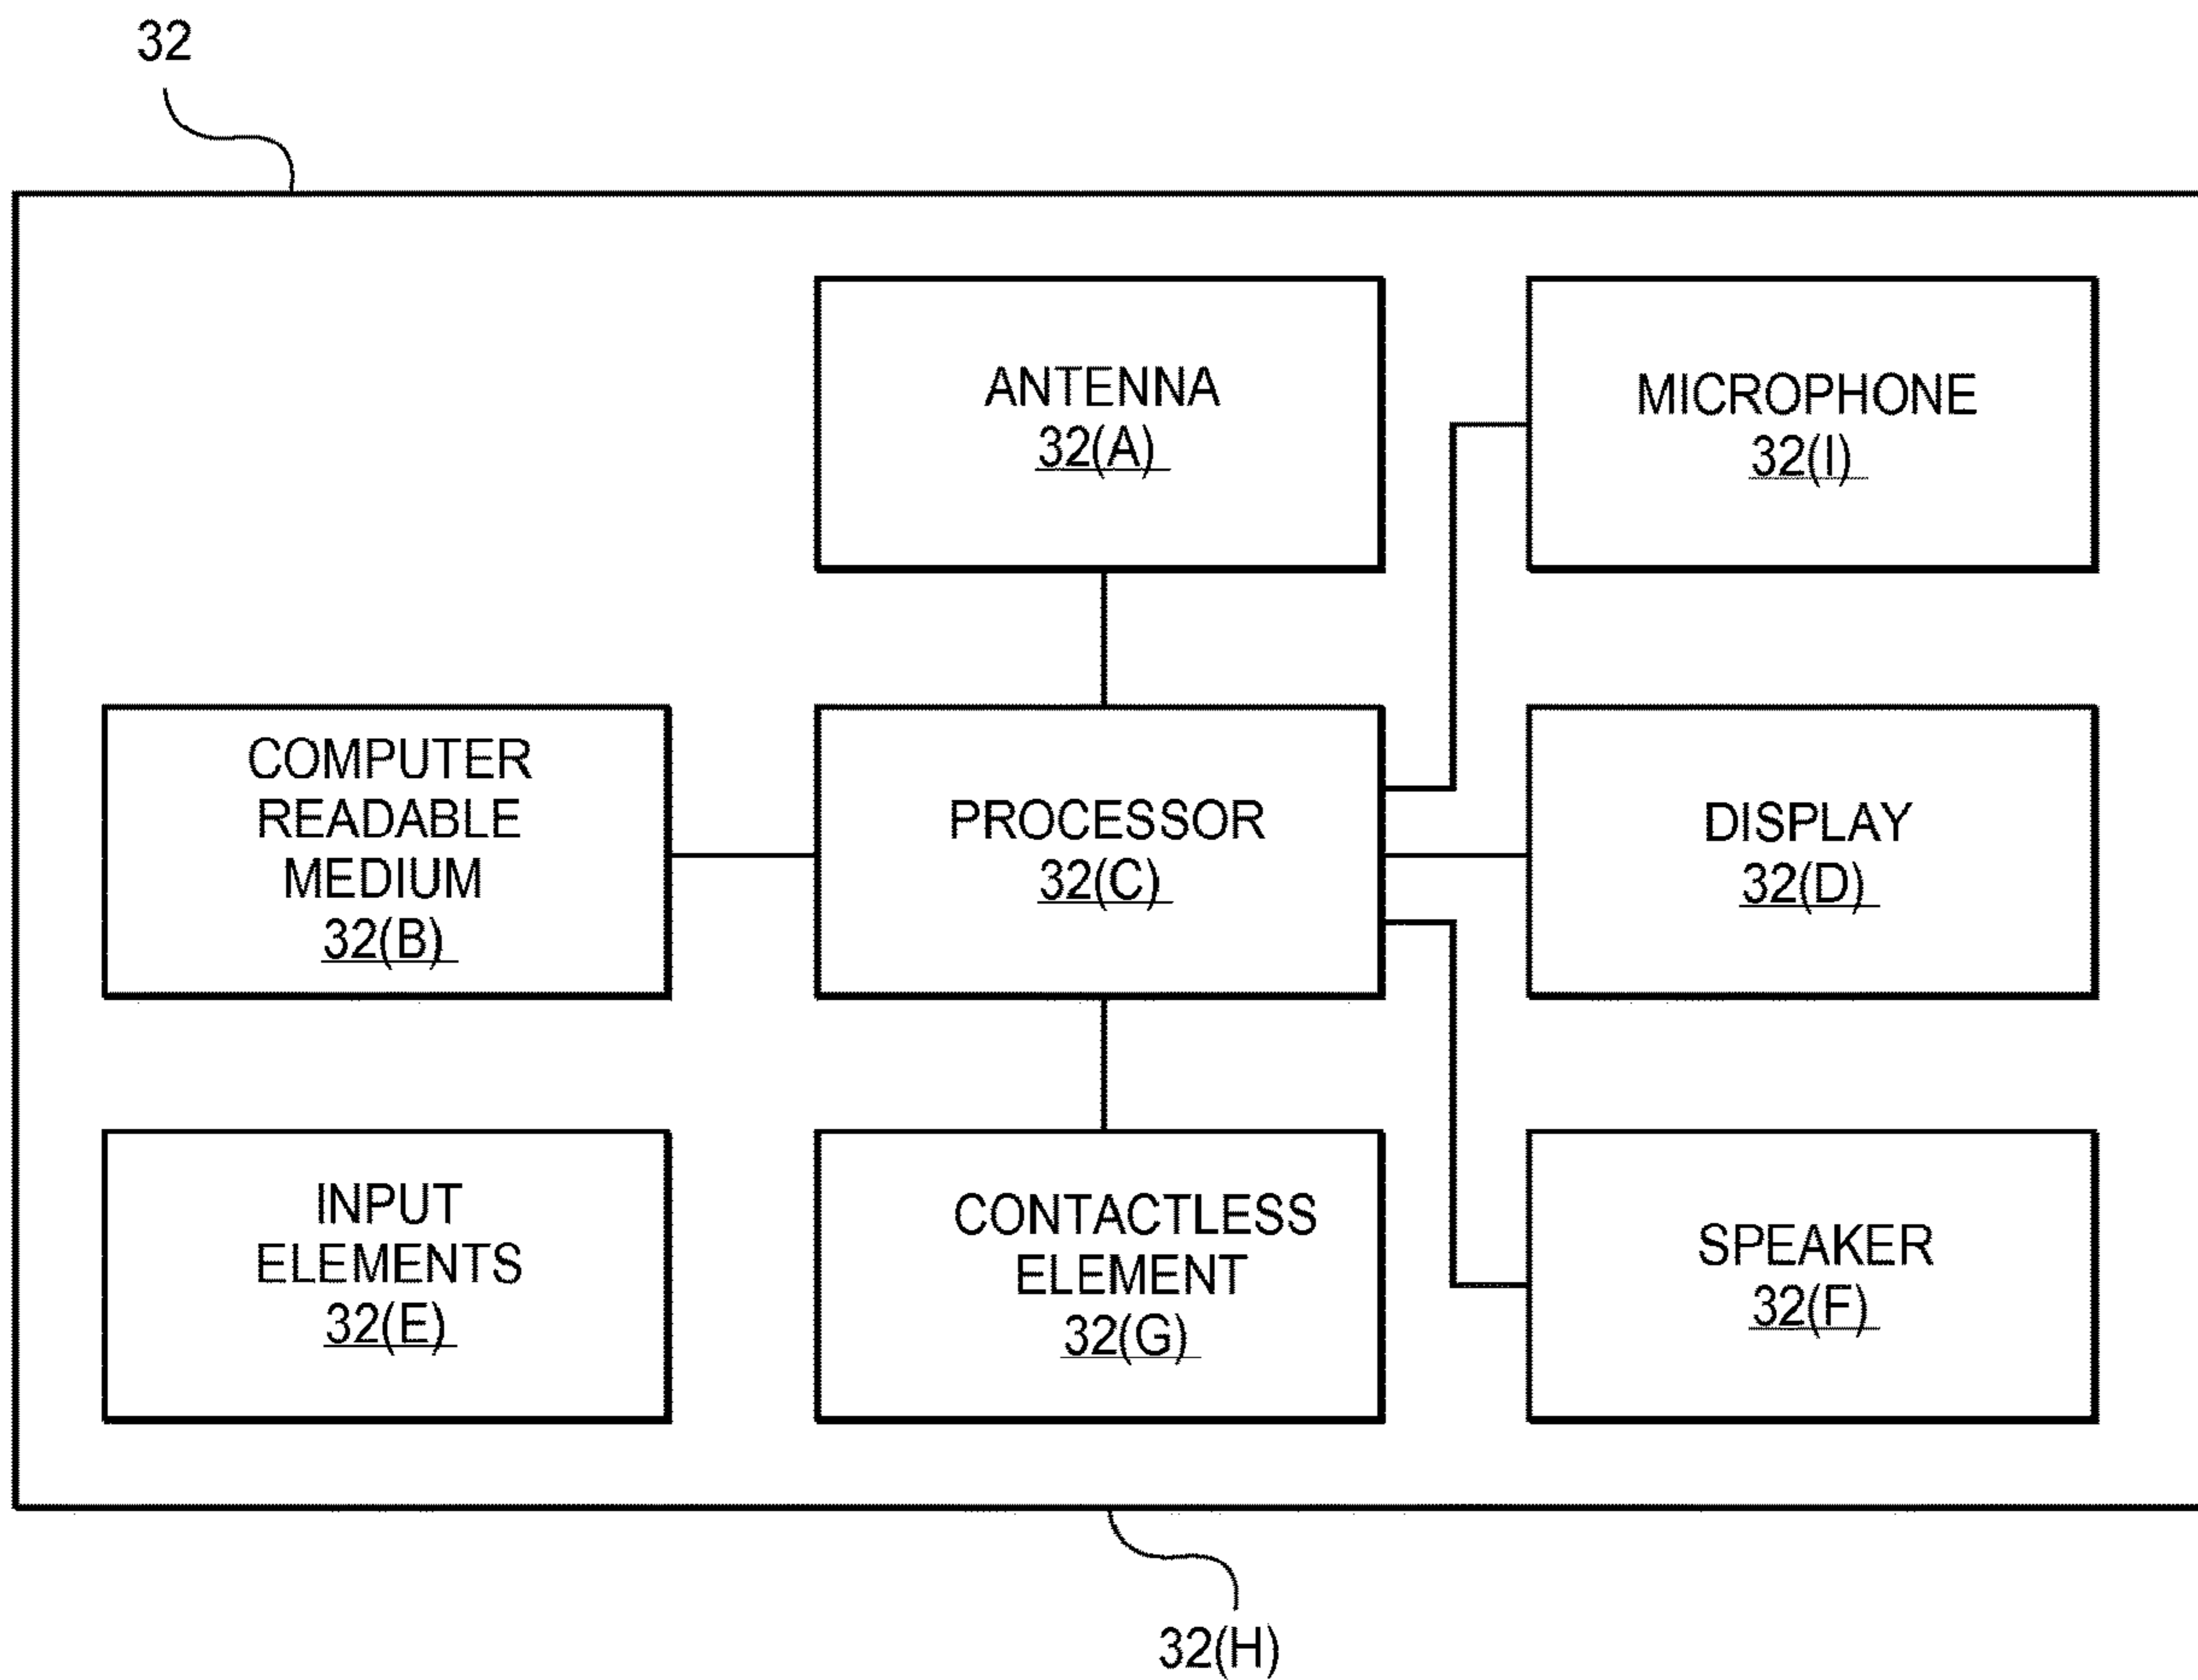 32
ANTENNA
32(A)
MICROPHONE
32(I)
COMPUTER
READABLE
MEDIUM
32(B)
PROCESSOR
32(C)
DISPLAY
32(D)
INPUT
ELEMENTS
32(E)
CONTACTLESS
ELEMENT
32(G)
SPEAKER
32(F)
32(H)